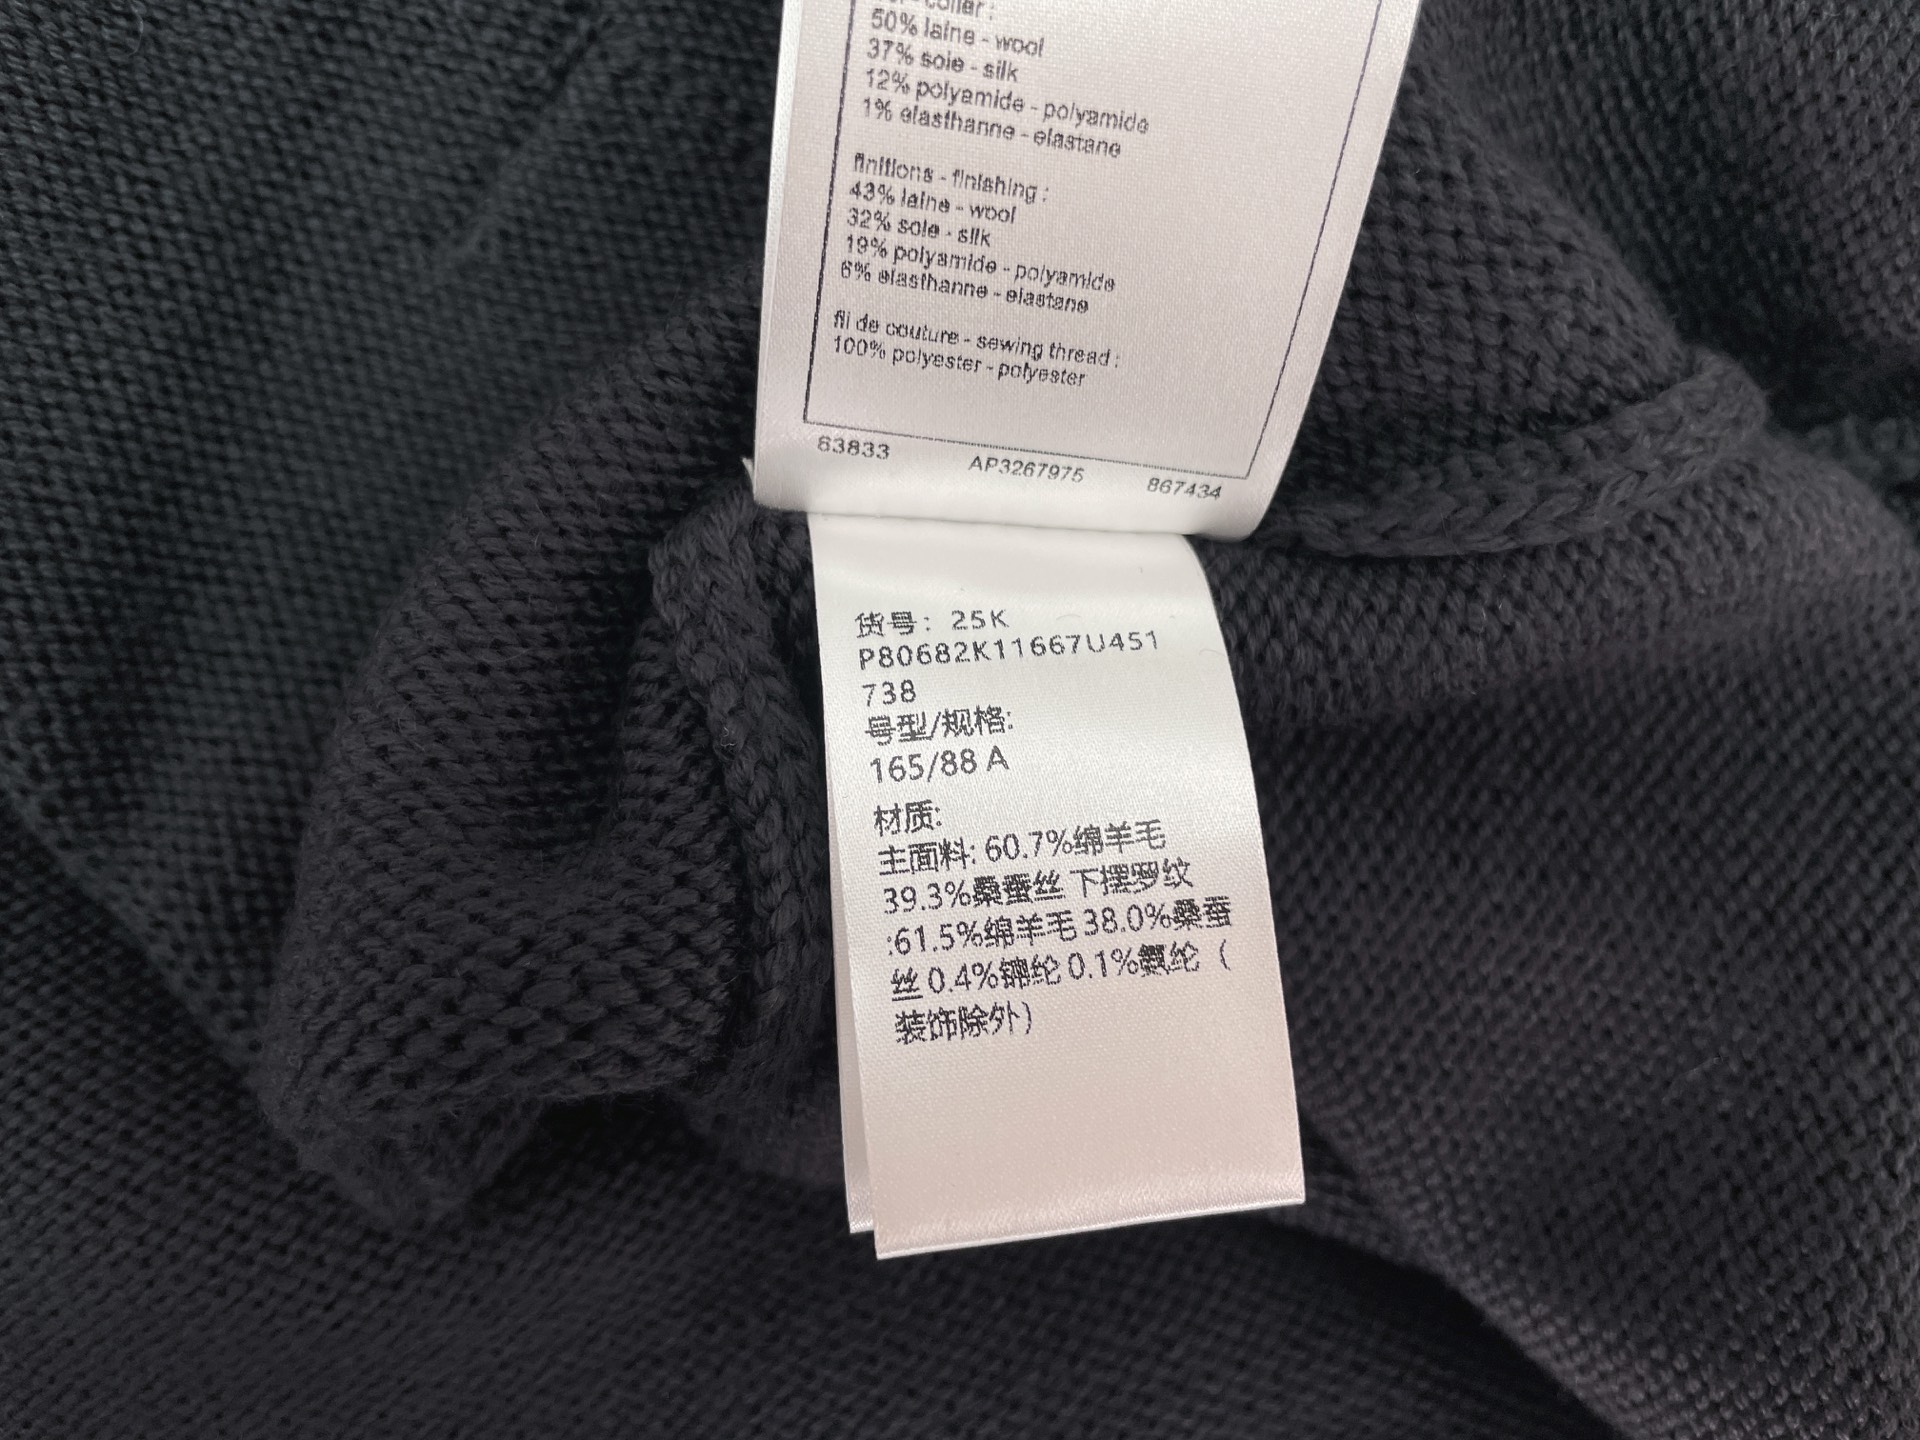 50% laine - wool
37% soie - silk
12% polyamide - polyamide
1% elasthanne - elastane
finitions - finishing :
43% laine - wool
32% soie - silk
19% polyamide - polyamide
6% elasthanne - elastane
fil de couture - sewing thread :
100% polyester - polyester
63833 AP3267975 867434
货号: 25K
P80682K11667U451
738
号型/规格:
165/88 A
材质:
主面料: 60.7%绵羊毛
39.3%桑蚕丝 下摆罗纹
:61.5%绵羊毛 38.0%桑蚕
丝 0.4%锦纶 0.1%氨纶（
装饰除外）